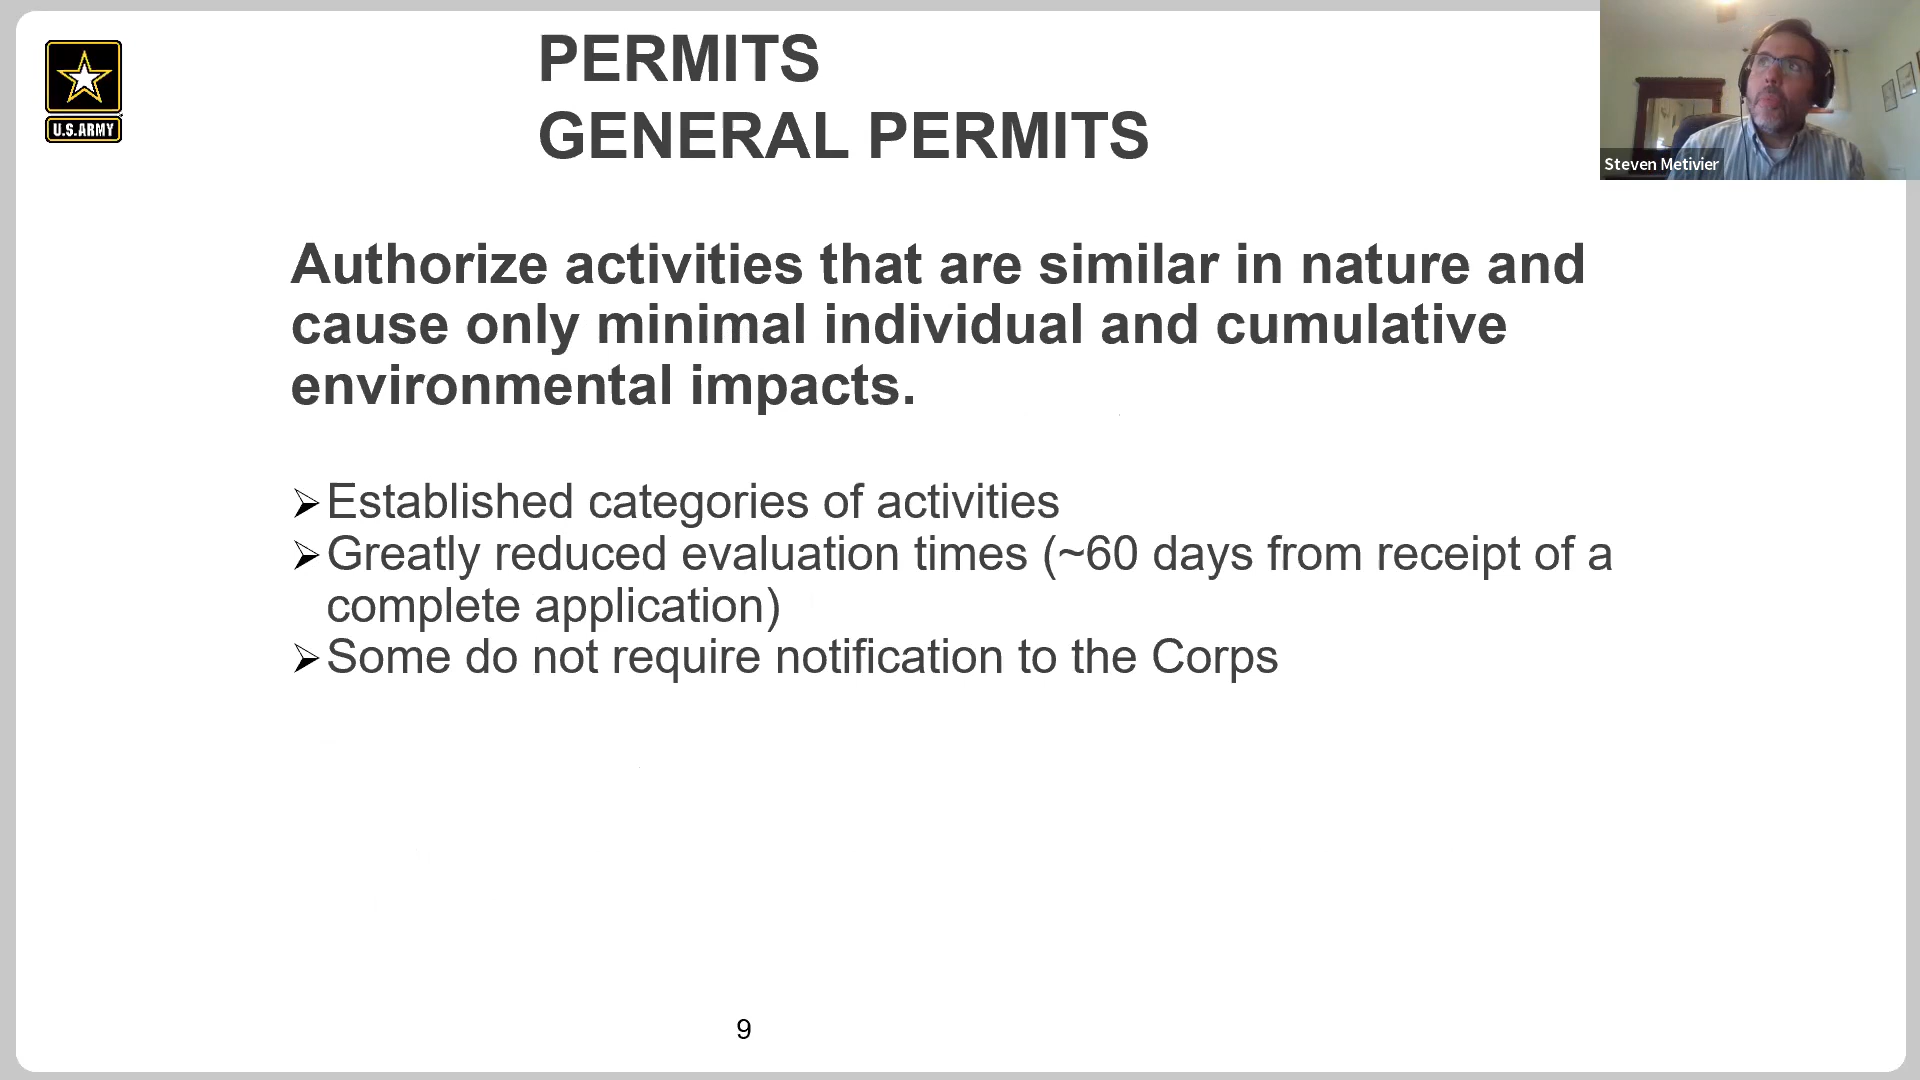 PERMITS
GENERAL PERMITS
U.S.ARMY
Steven Metivier
Authorize activities that are similar in nature and
cause only minimal individual and cumulative
environmental impacts.
➢Established categories of activities
➢Greatly reduced evaluation times (~60 days from receipt of a
complete application)
➢Some do not require notification to the Corps
9